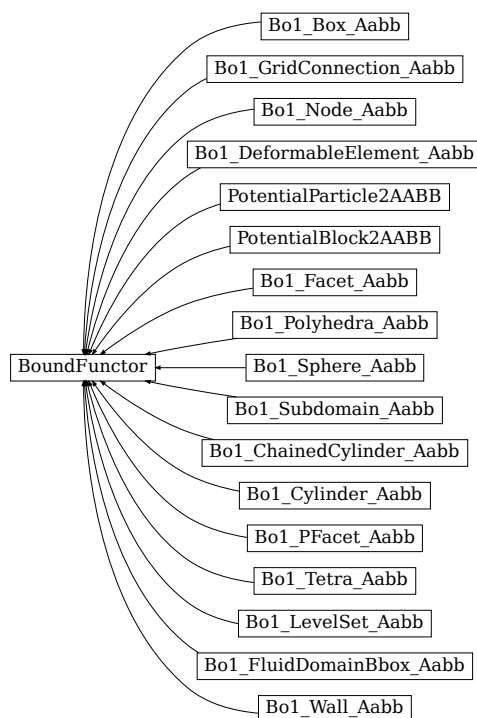 Bo1_Box_Aabb
Bo1_GridConnection_Aabb
Bo1_Node_Aabb
Bo1_DeformableElement_Aabb
PotentialParticle2AABB
PotentialBlock2AABB
Bo1_Facet_Aabb
Bo1_Polyhedra_Aabb
BoundFunctor
Bo1_Sphere_Aabb
Bo1_Subdomain_Aabb
Bo1_ChainedCylinder_Aabb
Bo1_Cylinder_Aabb
Bo1_PFacet_Aabb
Bo1_Tetra_Aabb
Bo1_LevelSet_Aabb
Bo1_FluidDomainBbox_Aabb
Bo1_Wall_Aabb